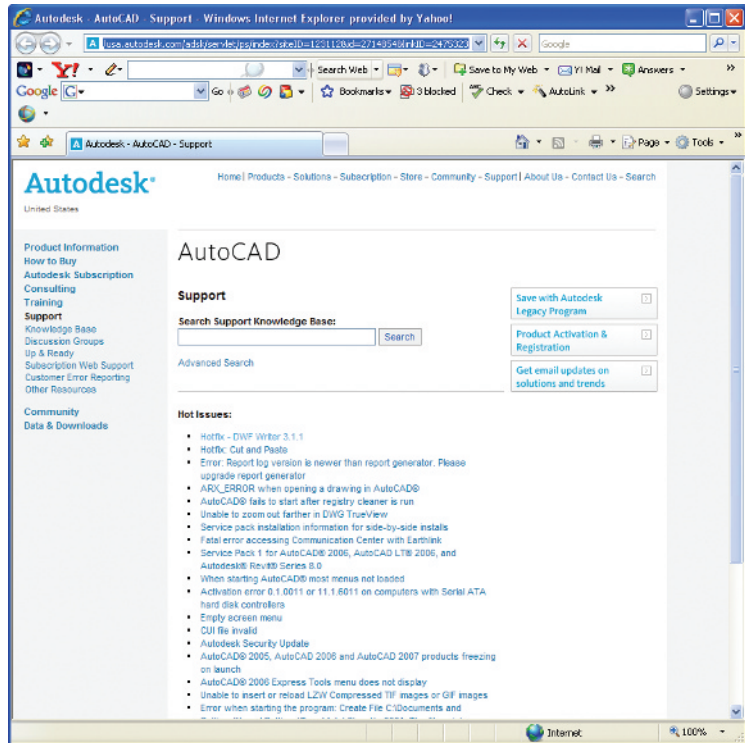 Autodesk - AutoCAD - Support - Windows Internet Explorer provided by Yahoo!
Google
Y! Search Web Save to My Web Y! Mail Answers »
Google G Go Bookmarks 3 blocked Check AutoLink » Settings
Autodesk - AutoCAD - Support Page Tools »
Autodesk®
Home | Products - Solutions - Subscription - Store - Community - Support | About Us - Contact Us - Search
United States
Product Information
How to Buy
Autodesk Subscription
Consulting
Training
Support
Knowledge Base
Discussion Groups
Up & Ready
Subscription Web Support
Customer Error Reporting
Other Resources
Community
Data & Downloads
AutoCAD
Support
Search Support Knowledge Base:
Search
Advanced Search
Save with Autodesk
Legacy Program
Product Activation &
Registration
Get email updates on
solutions and trends
Hot Issues:
• Hotfix - DWF Writer 3.1.1
• Hotfix: Cut and Paste
• Error: Report log version is newer than report generator. Please
upgrade report generator
• ARX_ERROR when opening a drawing in AutoCAD®
• AutoCAD® fails to start after registry cleaner is run
• Unable to zoom out farther in DWG TrueView
• Service pack installation information for side-by-side installs
• Fatal error accessing Communication Center with Earthlink
• Service Pack 1 for AutoCAD® 2006, AutoCAD LT® 2006, and
Autodesk® Revit® Series 8.0
• When starting AutoCAD® most menus not loaded
• Activation error 0.1.0011 or 11.1.6011 on computers with Serial ATA
hard disk controllers
• Empty screen menu
• CUI file invalid
• Autodesk Security Update
• AutoCAD® 2005, AutoCAD 2006 and AutoCAD 2007 products freezing
on launch
• AutoCAD® 2006 Express Tools menu does not display
• Unable to insert or reload LZW Compressed TIF images or GIF images
• Error when starting the program: Create File C:\Documents and
Internet 100%